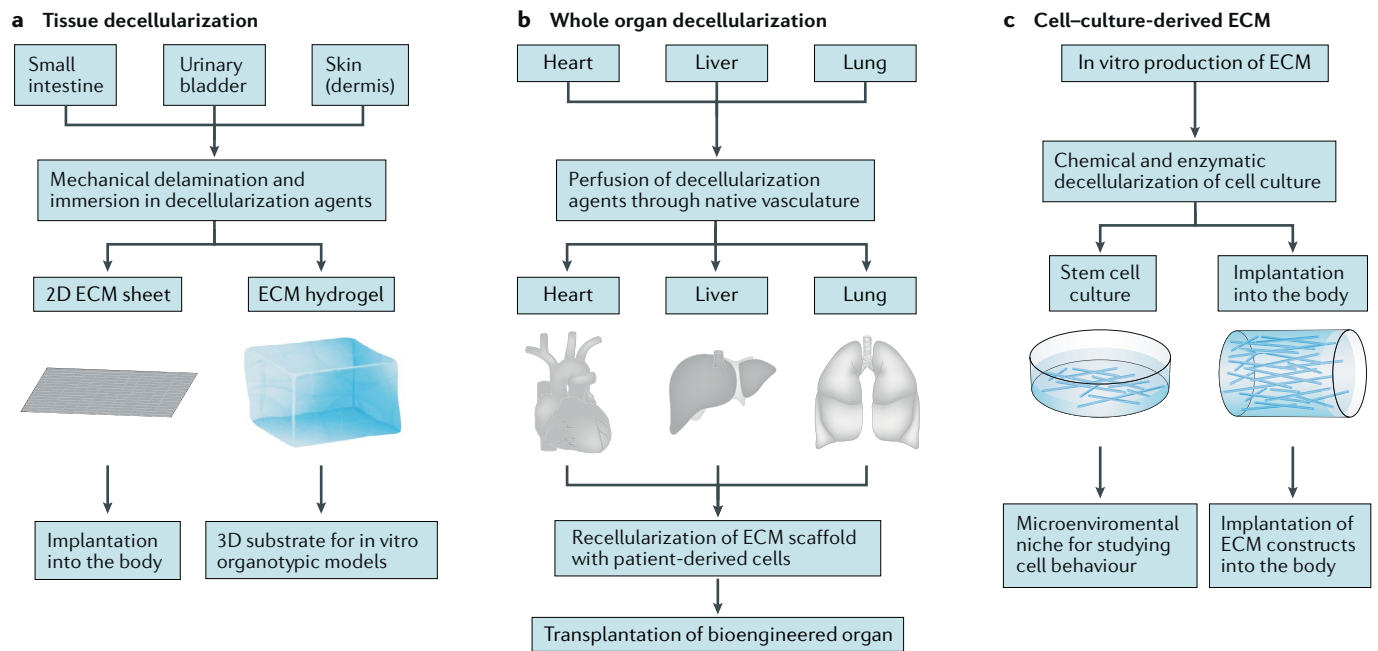 a Tissue decellularization
Small
intestine
Urinary
bladder
Skin
(dermis)
Mechanical delamination and
immersion in decellularization agents
2D ECM sheet
ECM hydrogel
Implantation
into the body
3D substrate for in vitro
organotypic models
b Whole organ decellularization
Heart
Liver
Lung
Perfusion of decellularization
agents through native vasculature
Heart
Liver
Lung
Recellularization of ECM scaffold
with patient-derived cells
Transplantation of bioengineered organ
c Cell–culture-derived ECM
In vitro production of ECM
Chemical and enzymatic
decellularization of cell culture
Stem cell
culture
Implantation
into the body
Microenviromental
niche for studying
cell behaviour
Implantation of
ECM constructs
into the body